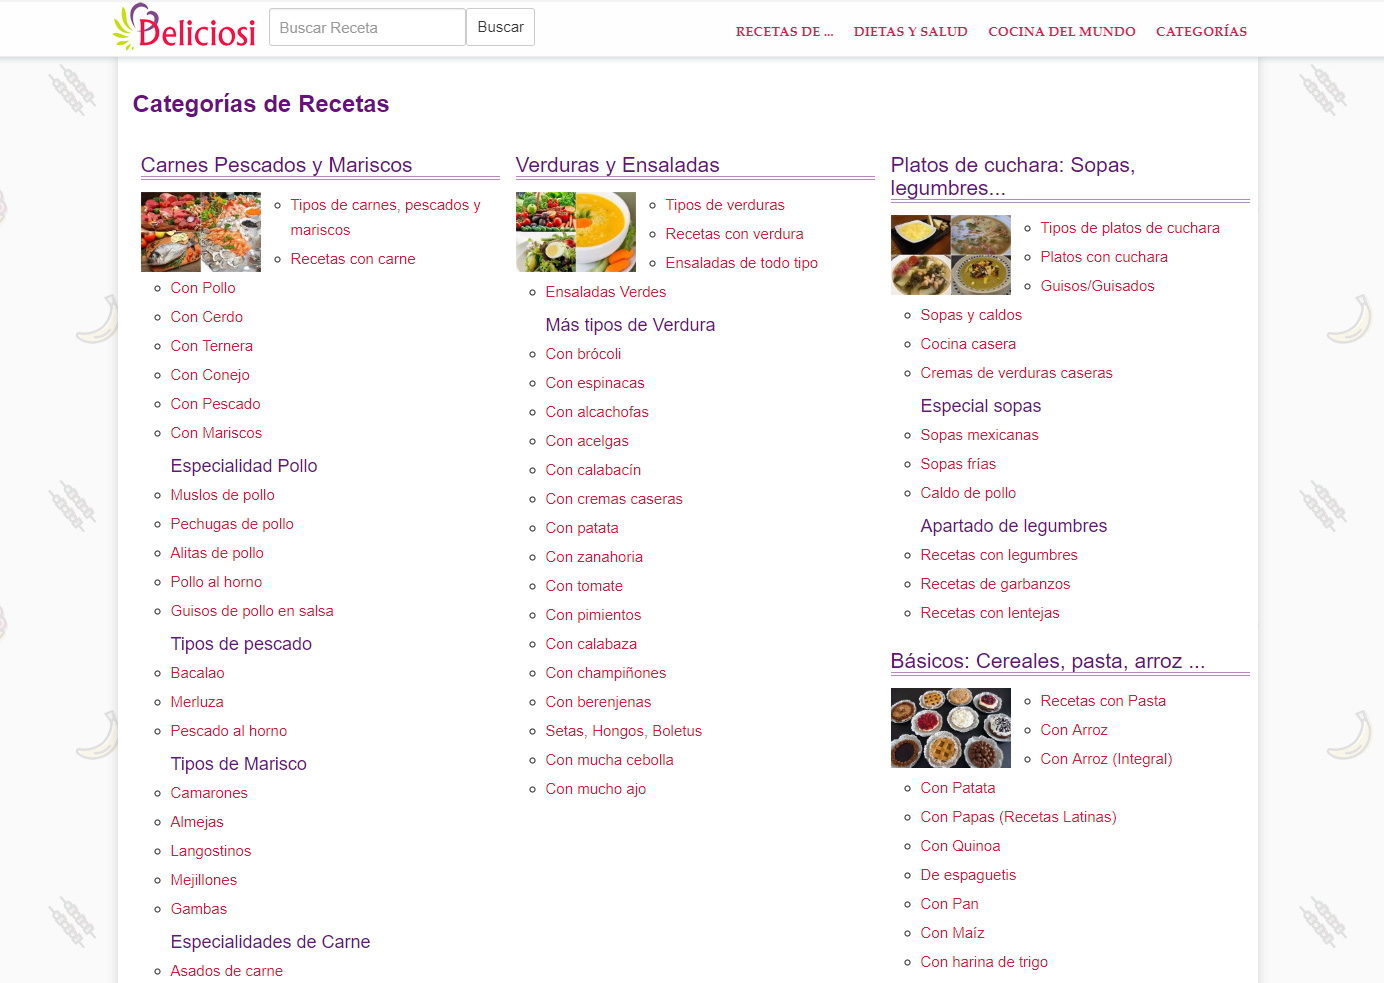 Deliciosi
Buscar Receta
Buscar
RECETAS DE ...
DIETAS Y SALUD
COCINA DEL MUNDO
CATEGORÍAS
Categorías de Recetas
Carnes Pescados y Mariscos
Tipos de carnes, pescados y
mariscos
Recetas con carne
Con Pollo
Con Cerdo
Con Ternera
Con Conejo
Con Pescado
Con Mariscos
Especialidad Pollo
Muslos de pollo
Pechugas de pollo
Alitas de pollo
Pollo al horno
Guisos de pollo en salsa
Tipos de pescado
Bacalao
Merluza
Pescado al horno
Tipos de Marisco
Camarones
Almejas
Langostinos
Mejillones
Gambas
Especialidades de Carne
Asados de carne
Verduras y Ensaladas
Tipos de verduras
Recetas con verdura
Ensaladas de todo tipo
Ensaladas Verdes
Más tipos de Verdura
Con brócoli
Con espinacas
Con alcachofas
Con acelgas
Con calabacín
Con cremas caseras
Con patata
Con zanahoria
Con tomate
Con pimientos
Con calabaza
Con champiñones
Con berenjenas
Setas, Hongos, Boletus
Con mucha cebolla
Con mucho ajo
Platos de cuchara: Sopas,
legumbres...
Tipos de platos de cuchara
Platos con cuchara
Guisos/Guisados
Sopas y caldos
Cocina casera
Cremas de verduras caseras
Especial sopas
Sopas mexicanas
Sopas frías
Caldo de pollo
Apartado de legumbres
Recetas con legumbres
Recetas de garbanzos
Recetas con lentejas
Básicos: Cereales, pasta, arroz ...
Recetas con Pasta
Con Arroz
Con Arroz (Integral)
Con Patata
Con Papas (Recetas Latinas)
Con Quinoa
De espaguetis
Con Pan
Con Maíz
Con harina de trigo